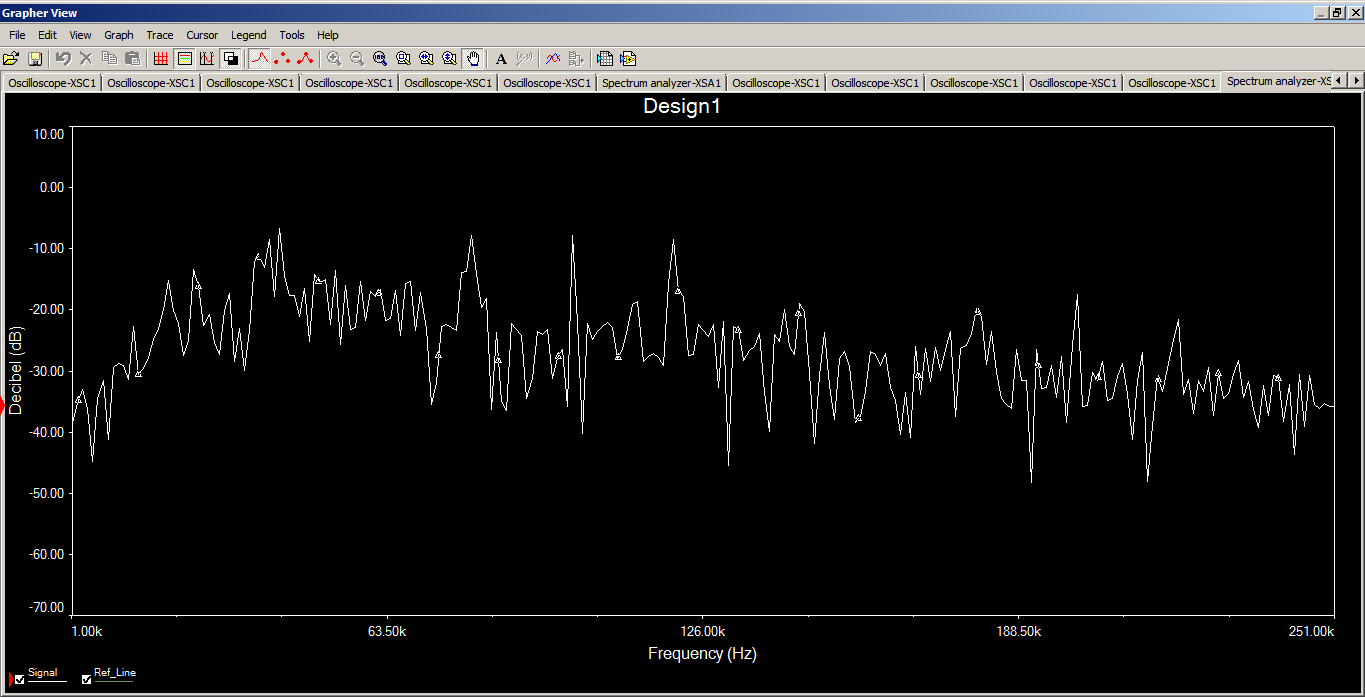 Grapher View
File Edit View Graph Trace Cursor Legend Tools Help
A
Oscilloscope-XSC1 Oscilloscope-XSC1 Oscilloscope-XSC1 Oscilloscope-XSC1 Oscilloscope-XSC1 Oscilloscope-XSC1 Spectrum analyzer-XSA1 Oscilloscope-XSC1 Oscilloscope-XSC1 Oscilloscope-XSC1 Oscilloscope-XSC1 Oscilloscope-XSC1 Spectrum analyzer-XS
Design1
10.00
0.00
-10.00
-20.00
-30.00
-40.00
-50.00
-60.00
-70.00
Decibel (dB)
1.00k 63.50k 126.00k 188.50k 251.00k
Frequency (Hz)
Signal Ref_Line